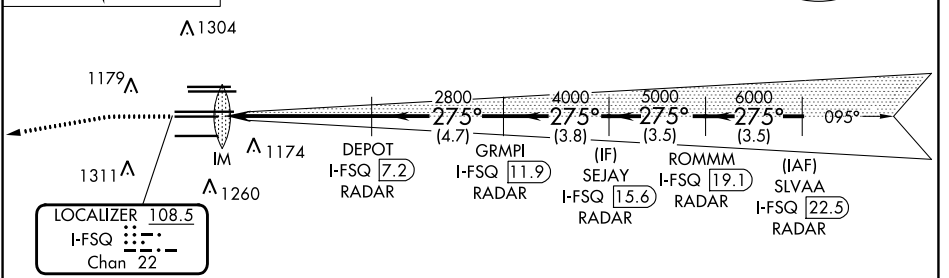 1304
1179
2800 4000 5000 6000
275° 275° 275° 275° 095°
(4.7) (3.8) (3.5) (3.5)
IM
1174
1311
1260
DEPOT
I-FSQ 7.2
RADAR
GRMPI
I-FSQ 11.9
RADAR
(IF)
SEJAY
I-FSQ 15.6
RADAR
ROMMM
I-FSQ 19.1
RADAR
(IAF)
SLVAA
I-FSQ 22.5
RADAR
LOCALIZER 108.5
I-FSQ
Chan 22